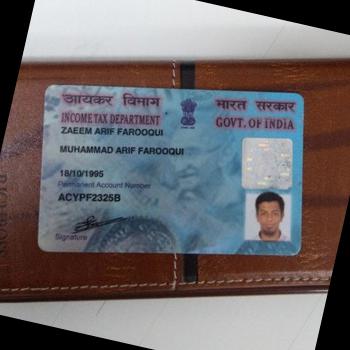 आयकर विभाग
भारत सरकार
INCOME TAX DEPARTMENT
GOVT. OF INDIA
ZAEEM ARIF FAROOQUI
MUHAMMAD ARIF FAROOQUI
18/10/1995
Permanent Account Number
ACYPF2325B
Signature